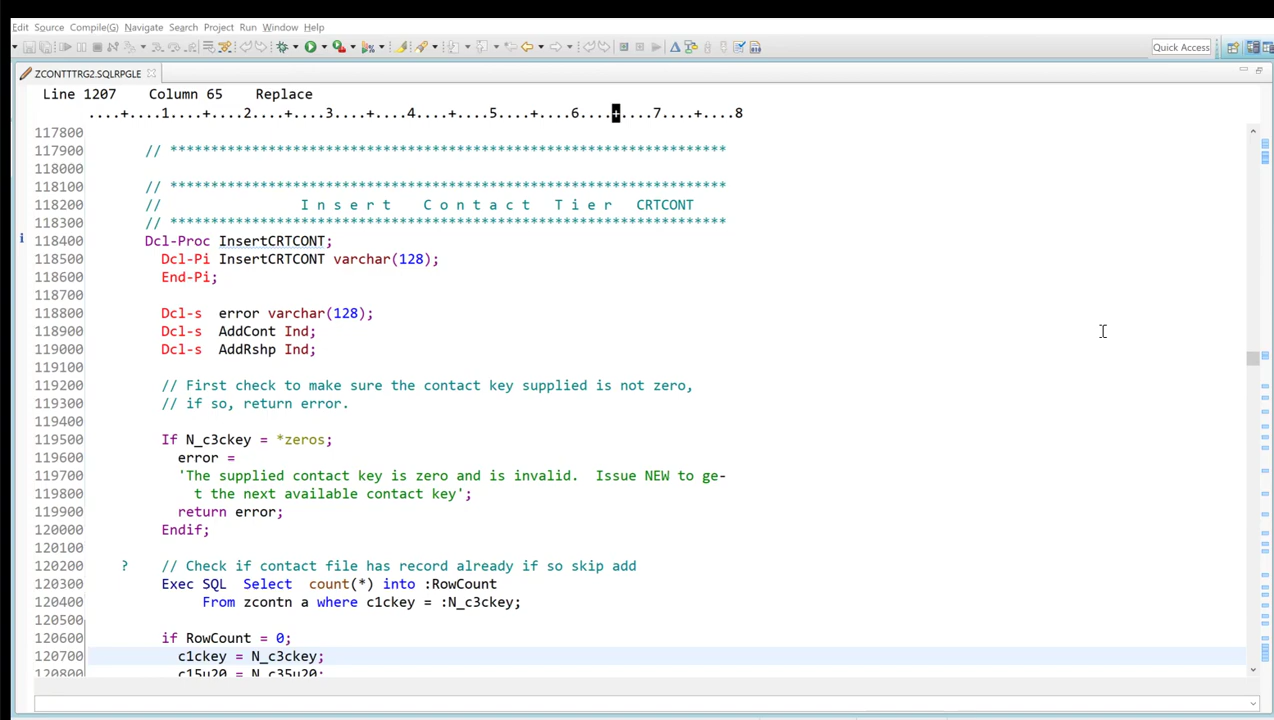 Edit Source Compile(G) Navigate Search Project Run Window Help
Quick Access
ZCONTTTRG2.SQLRPGLE
Line 1207 Column 65 Replace
....+....1....+....2....+....3....+....4....+....5....+....6....+....7....+....8
117800
117900 // ********************************************************************
118000
118100 // ********************************************************************
118200 // I n s e r t C o n t a c t T i e r CRTCONT
118300 // ********************************************************************
118400 Dcl-Proc InsertCRTCONT;
118500 Dcl-Pi InsertCRTCONT varchar(128);
118600 End-Pi;
118700
118800 Dcl-s error varchar(128);
118900 Dcl-s AddCont Ind;
119000 Dcl-s AddRshp Ind;
119100
119200 // First check to make sure the contact key supplied is not zero,
119300 // if so, return error.
119400
119500 If N_c3ckey = *zeros;
119600 error =
119700 'The supplied contact key is zero and is invalid. Issue NEW to ge-
119800 t the next available contact key';
119900 return error;
120000 Endif;
120100
120200 ? // Check if contact file has record already if so skip add
120300 Exec SQL Select count(*) into :RowCount
120400 From zcontn a where c1ckey = :N_c3ckey;
120500
120600 if RowCount = 0;
120700 c1ckey = N_c3ckey;
120800 c15u20 = N_c35u20;